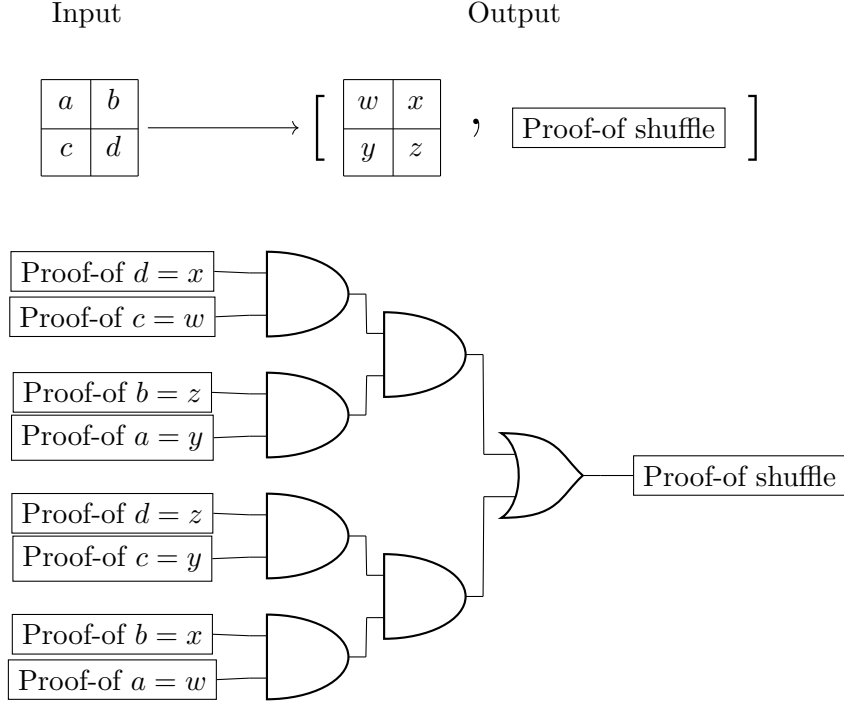 Input Output
a b
c d
[ w x
y z , Proof-of shuffle ]
Proof-of d = x
Proof-of c = w
Proof-of b = z
Proof-of a = y
Proof-of shuffle
Proof-of d = z
Proof-of c = y
Proof-of b = x
Proof-of a = w